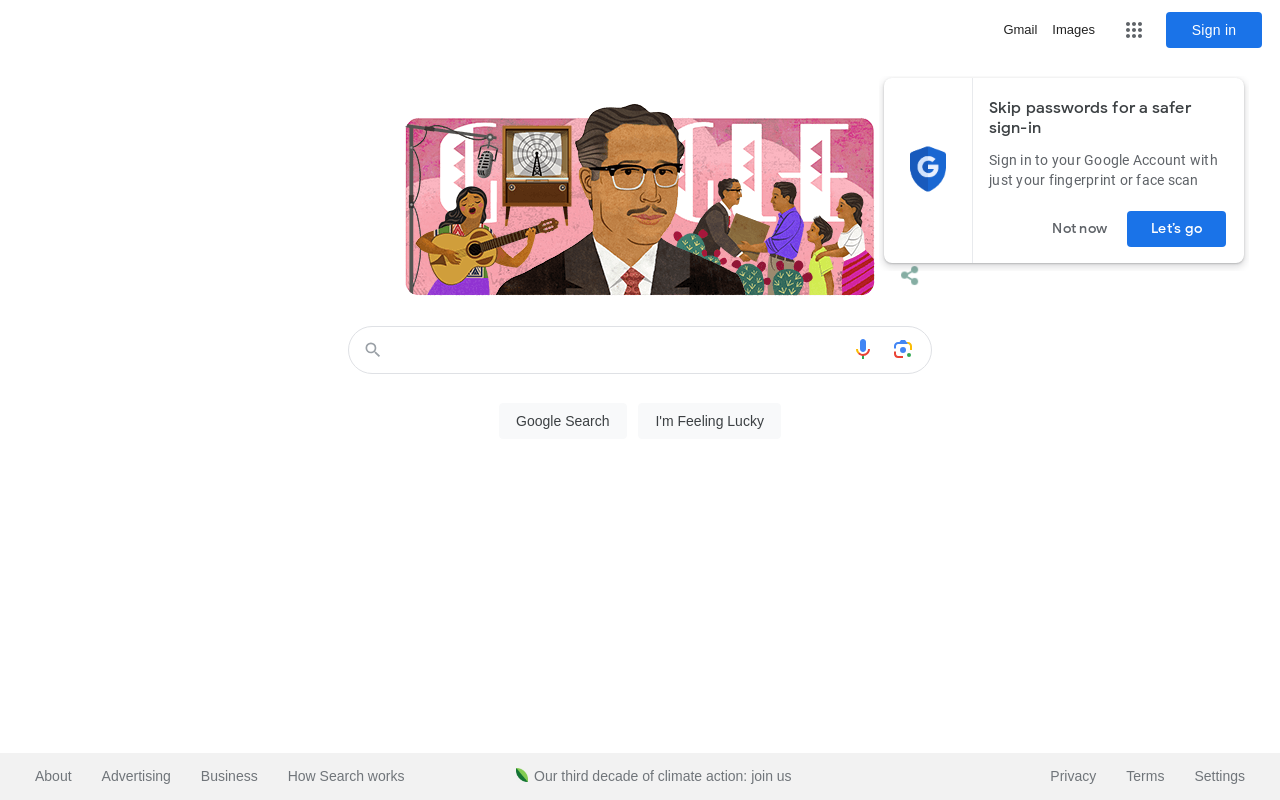 Gmail
Images
Sign in
Skip passwords for a safer
sign-in
Sign in to your Google Account with
just your fingerprint or face scan
Not now
Let's go
Google Search
I'm Feeling Lucky
About
Advertising
Business
How Search works
Our third decade of climate action: join us
Privacy
Terms
Settings